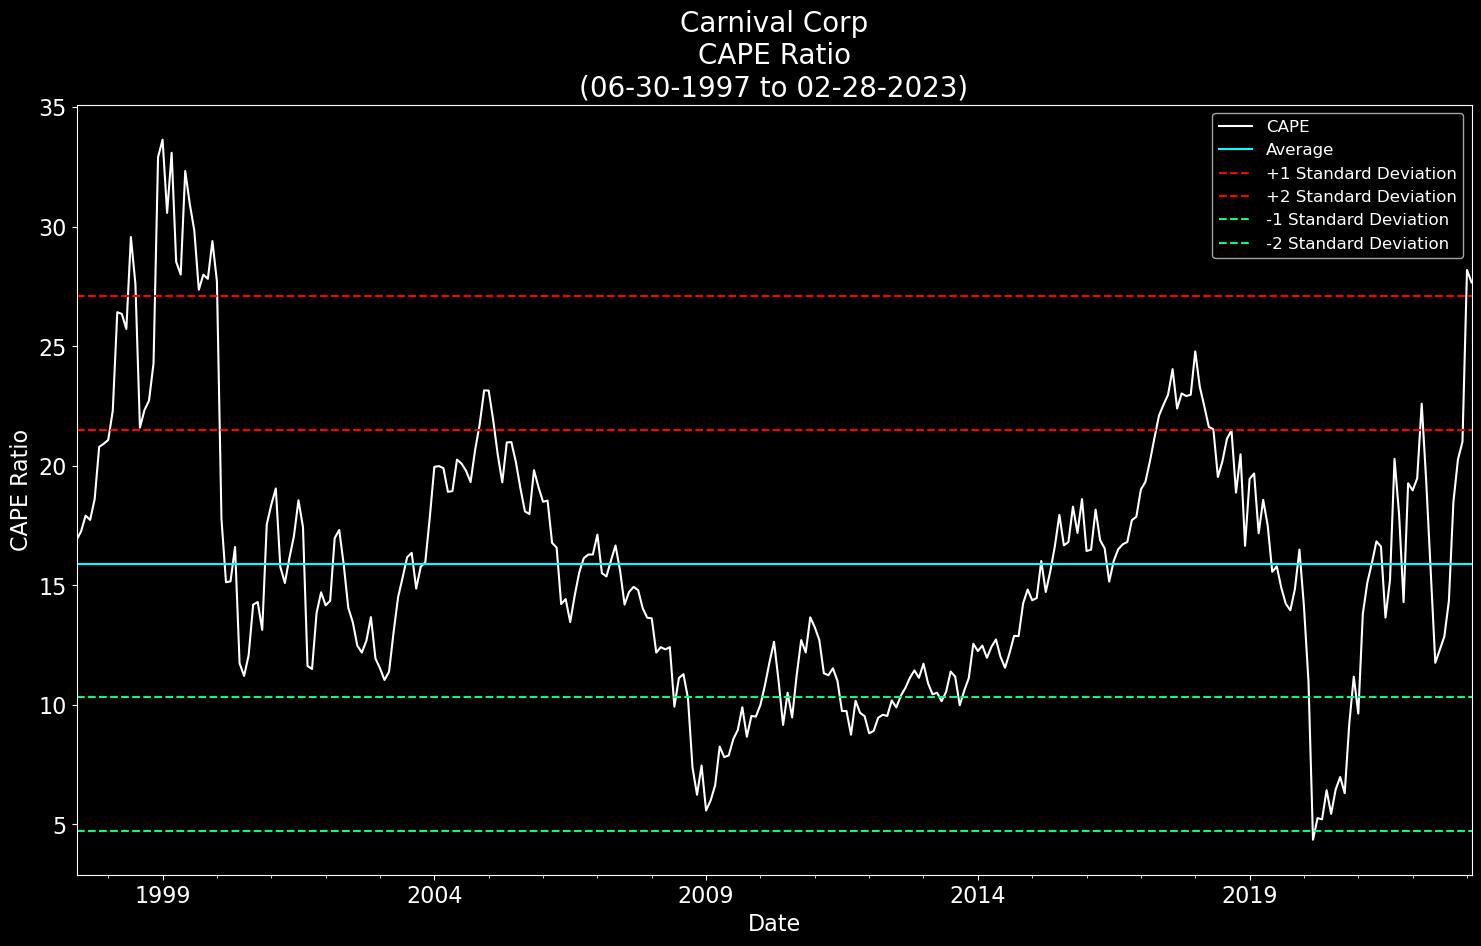 Carnival Corp
CAPE Ratio
(06-30-1997 to 02-28-2023)
35
30
25
20
15
10
5
CAPE Ratio
CAPE
Average
+1 Standard Deviation
+2 Standard Deviation
-1 Standard Deviation
-2 Standard Deviation
1999
2004
2009
2014
2019
Date